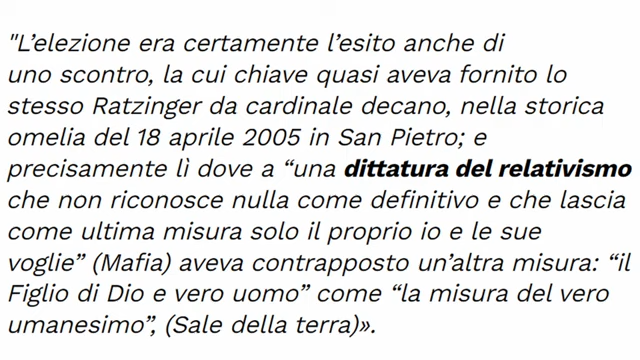 "L’elezione era certamente l’esito anche di
uno scontro, la cui chiave quasi aveva fornito lo
stesso Ratzinger da cardinale decano, nella storica
omelia del 18 aprile 2005 in San Pietro; e
precisamente lì dove a “una dittatura del relativismo
che non riconosce nulla come definitivo e che lascia
come ultima misura solo il proprio io e le sue
voglie” (Mafia) aveva contrapposto un’altra misura: “il
Figlio di Dio e vero uomo” come “la misura del vero
umanesimo”, (Sale della terra)».